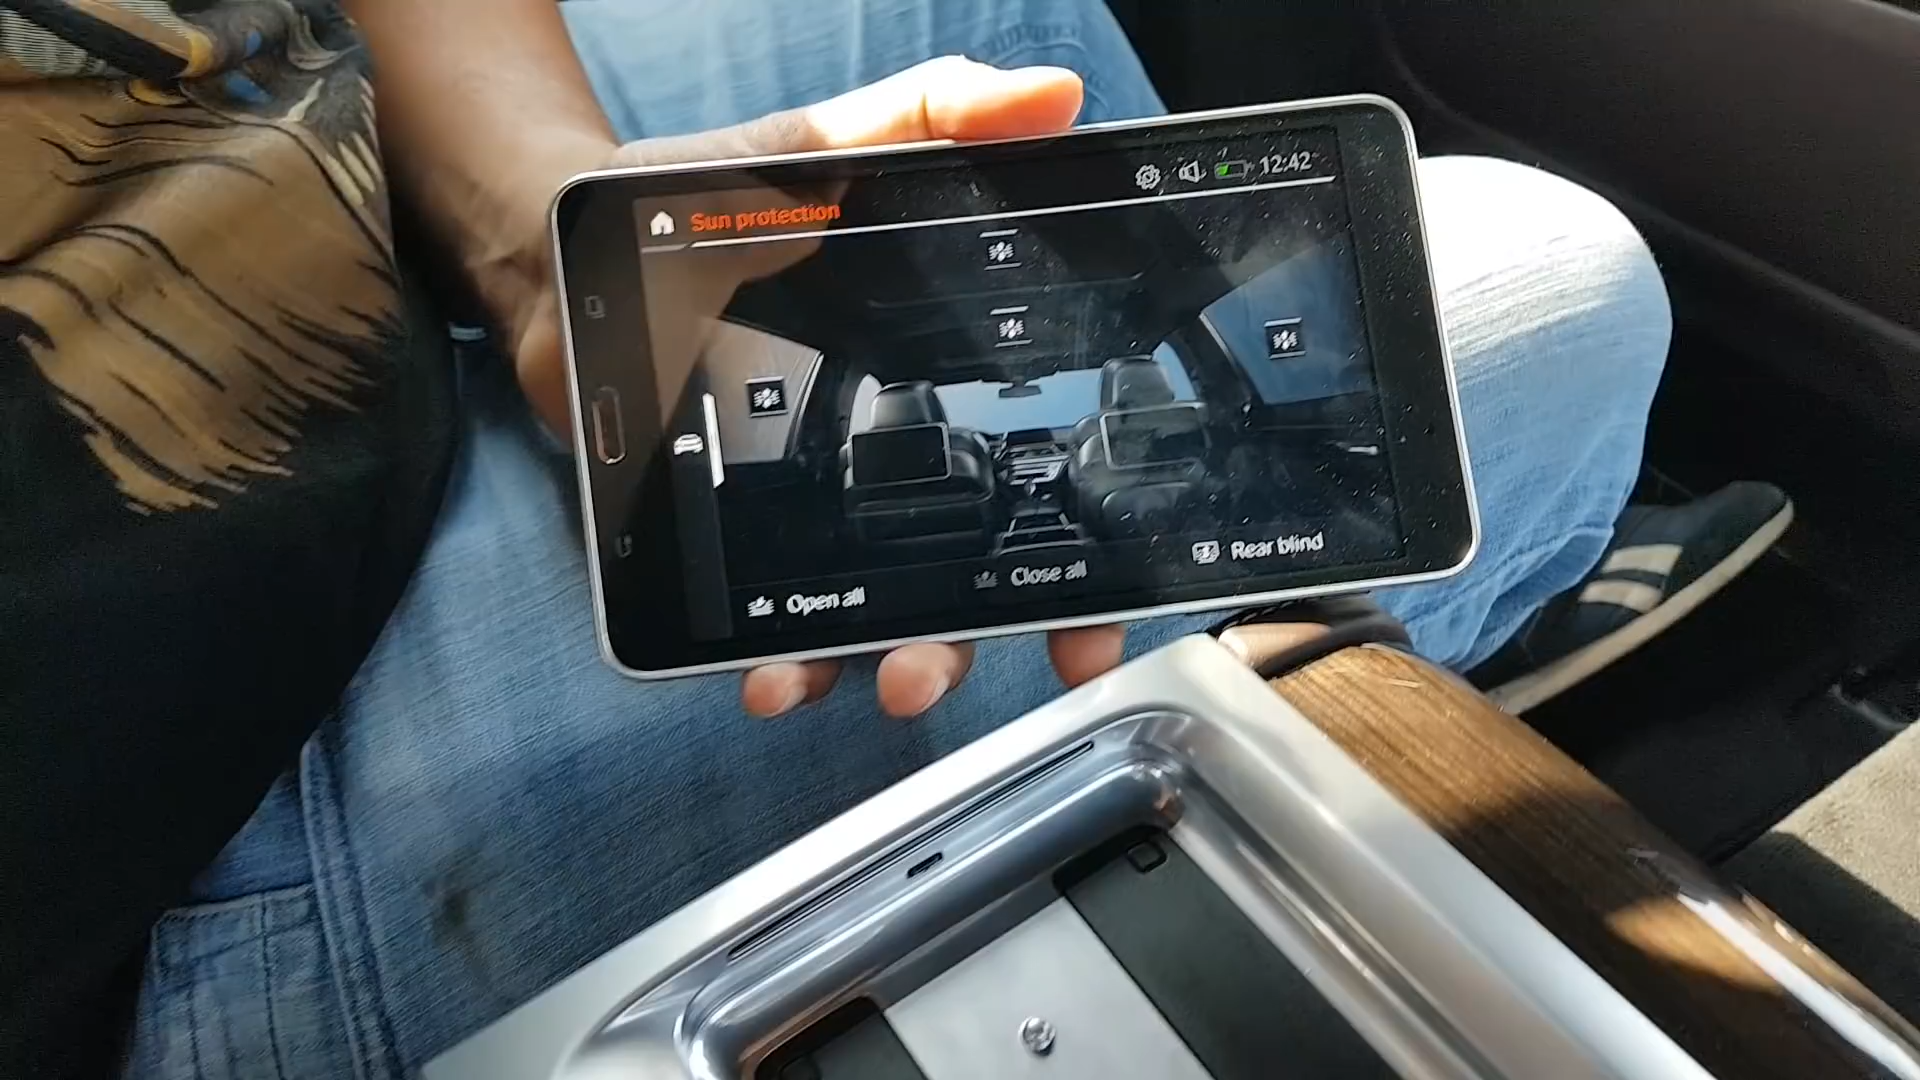 12:42
Sun protection
Open all
Close all
Rear blind